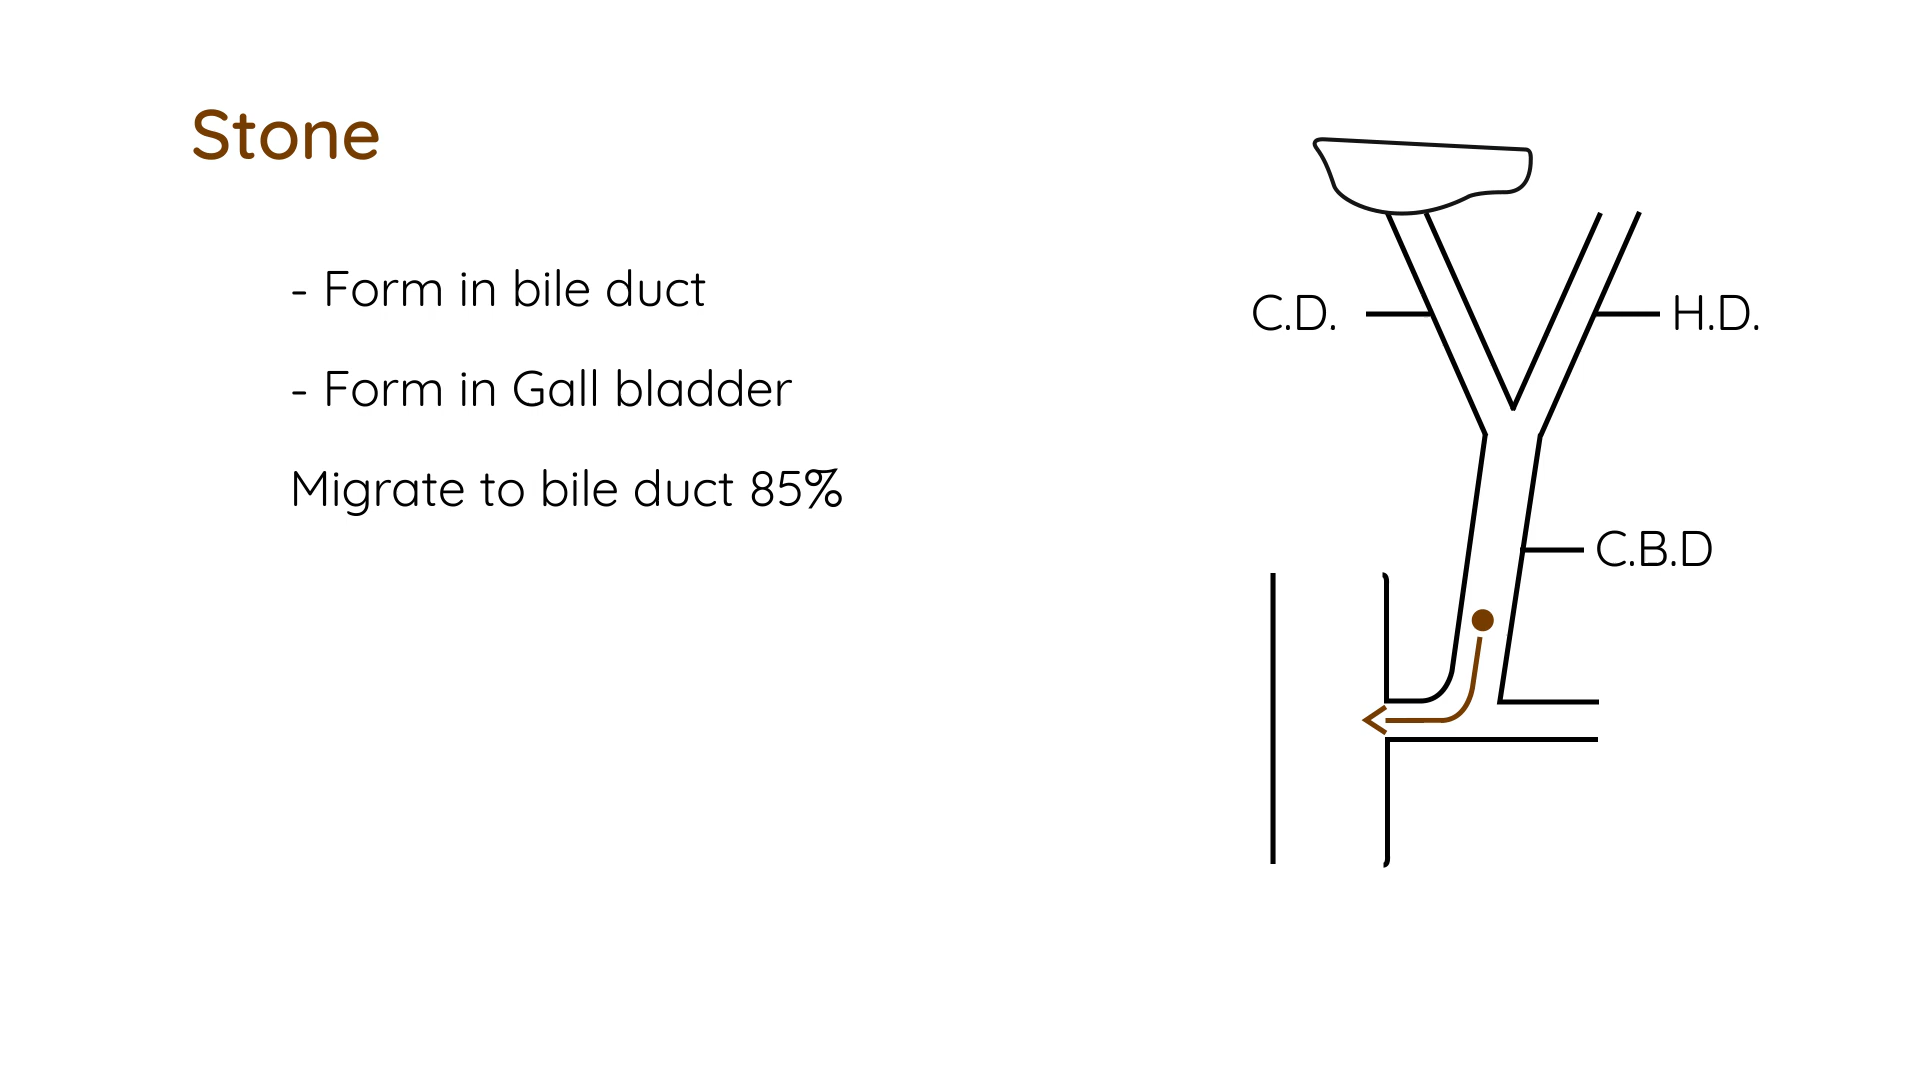 Stone
- Form in bile duct
- Form in Gall bladder
Migrate to bile duct 85%
C.D.
H.D.
C.B.D